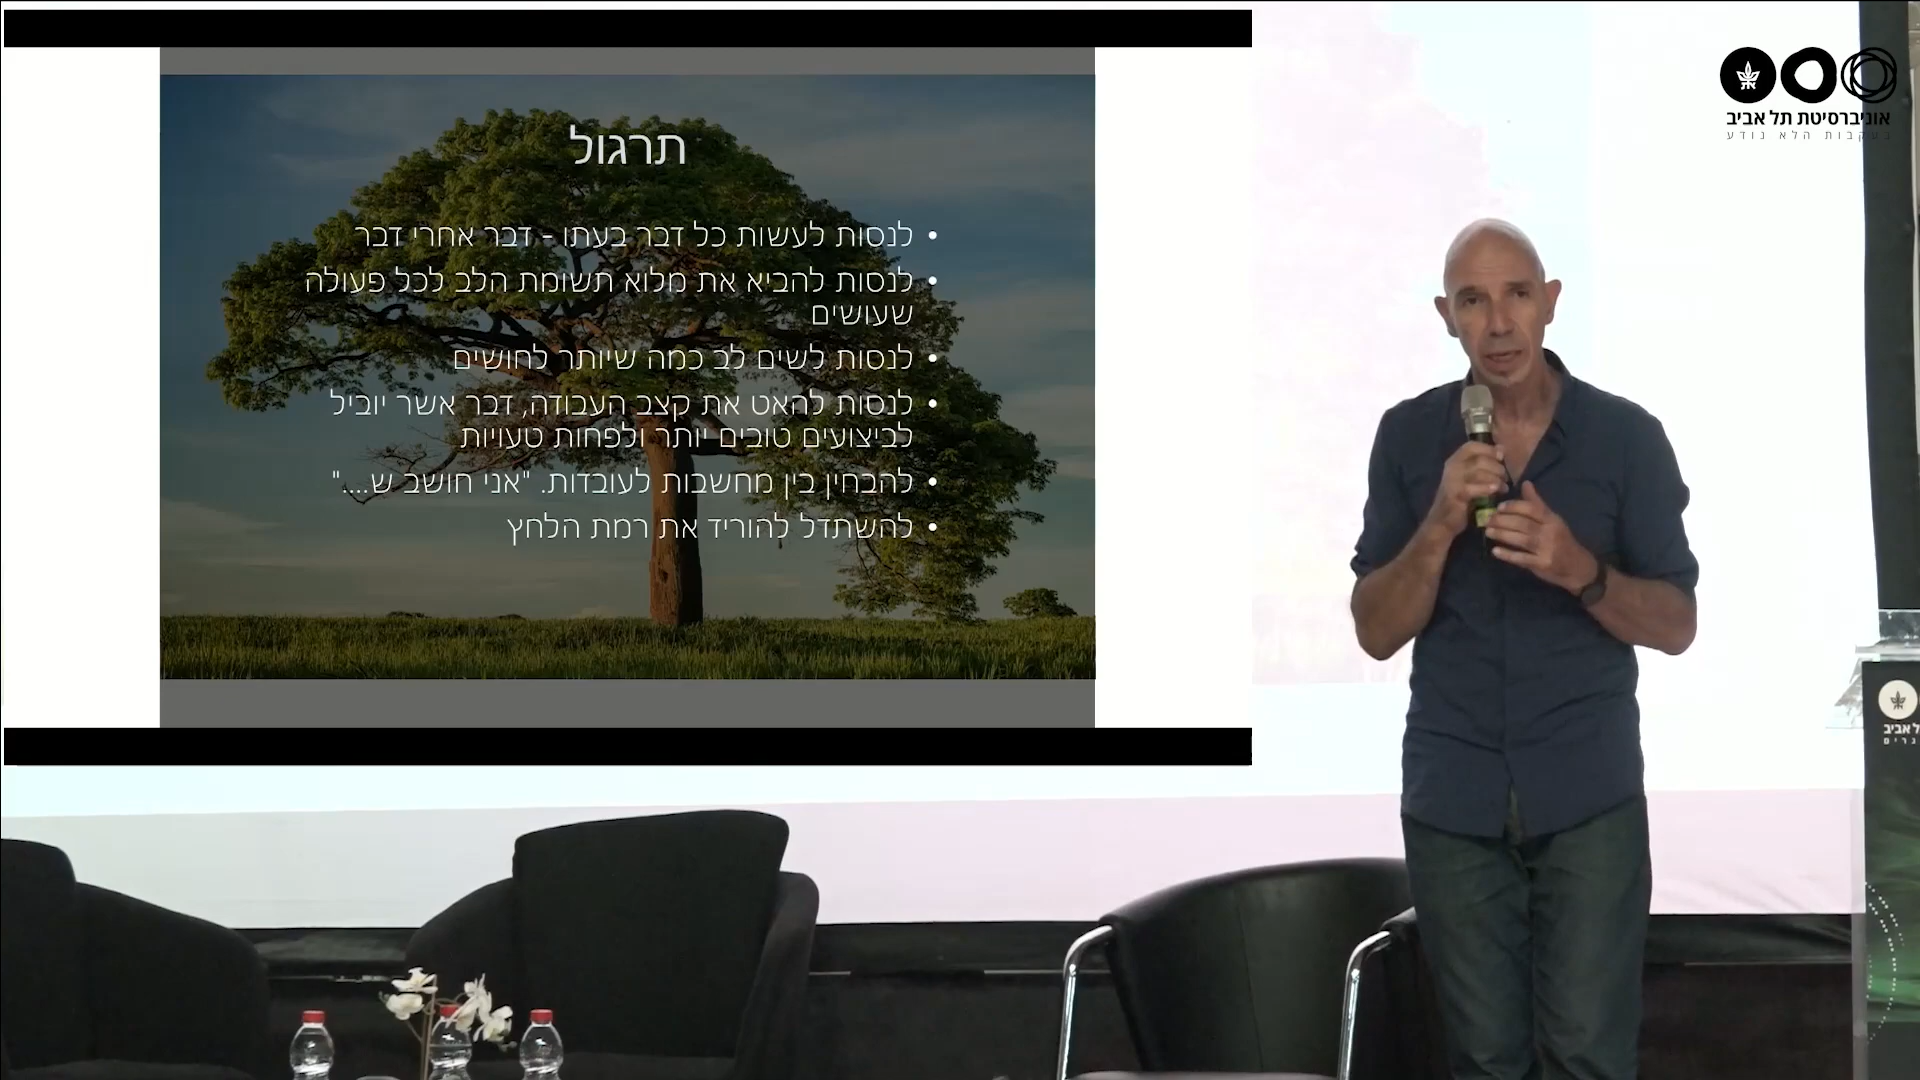 תרגול
• לנסות לעשות כל דבר בעתו - דבר אחרי דבר
• לנסות להביא את מלוא תשומת הלב לכל פעולה
שעושים
• לנסות לשים לב כמה שיותר לחושים
• לנסות להאט את קצב העבודה, דבר אשר יוביל
לביצועים טובים יותר ולפחות טעויות
• להבחין בין מחשבות לעובדות. "אני חושב ש...."
• להשתדל להוריד את רמת הלחץ
אוניברסיטת תל אביב
בעקבות הלא נודע
ל אביב